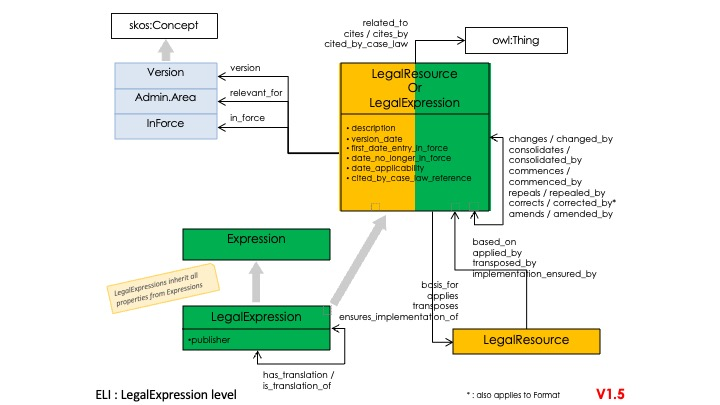 related_to
cites / cites_by
cited_by_case_law
skos:Concept
owl:Thing
Version
version
Admin.Area
relevant_for
InForce
in_force
LegalResource
Or
LegalExpression
• description
• version_date
• first_date_entry_in_force
• date_no_longer_in_force
• date_applicability
• cited_by_case_law_reference
changes / changed_by
consolidates /
consolidated_by
commences /
commenced_by
repeals / repealed_by
corrects / corrected_by*
amends / amended_by
Expression
based_on
applied_by
transposed_by
implementation_ensured_by
LegalExpressions inherit all
properties from Expressions
basis_for
applies
transposes
ensures_implementation_of
LegalExpression
•publisher
LegalResource
has_translation /
is_translation_of
ELI : LegalExpression level
* : also applies to Format
V1.5